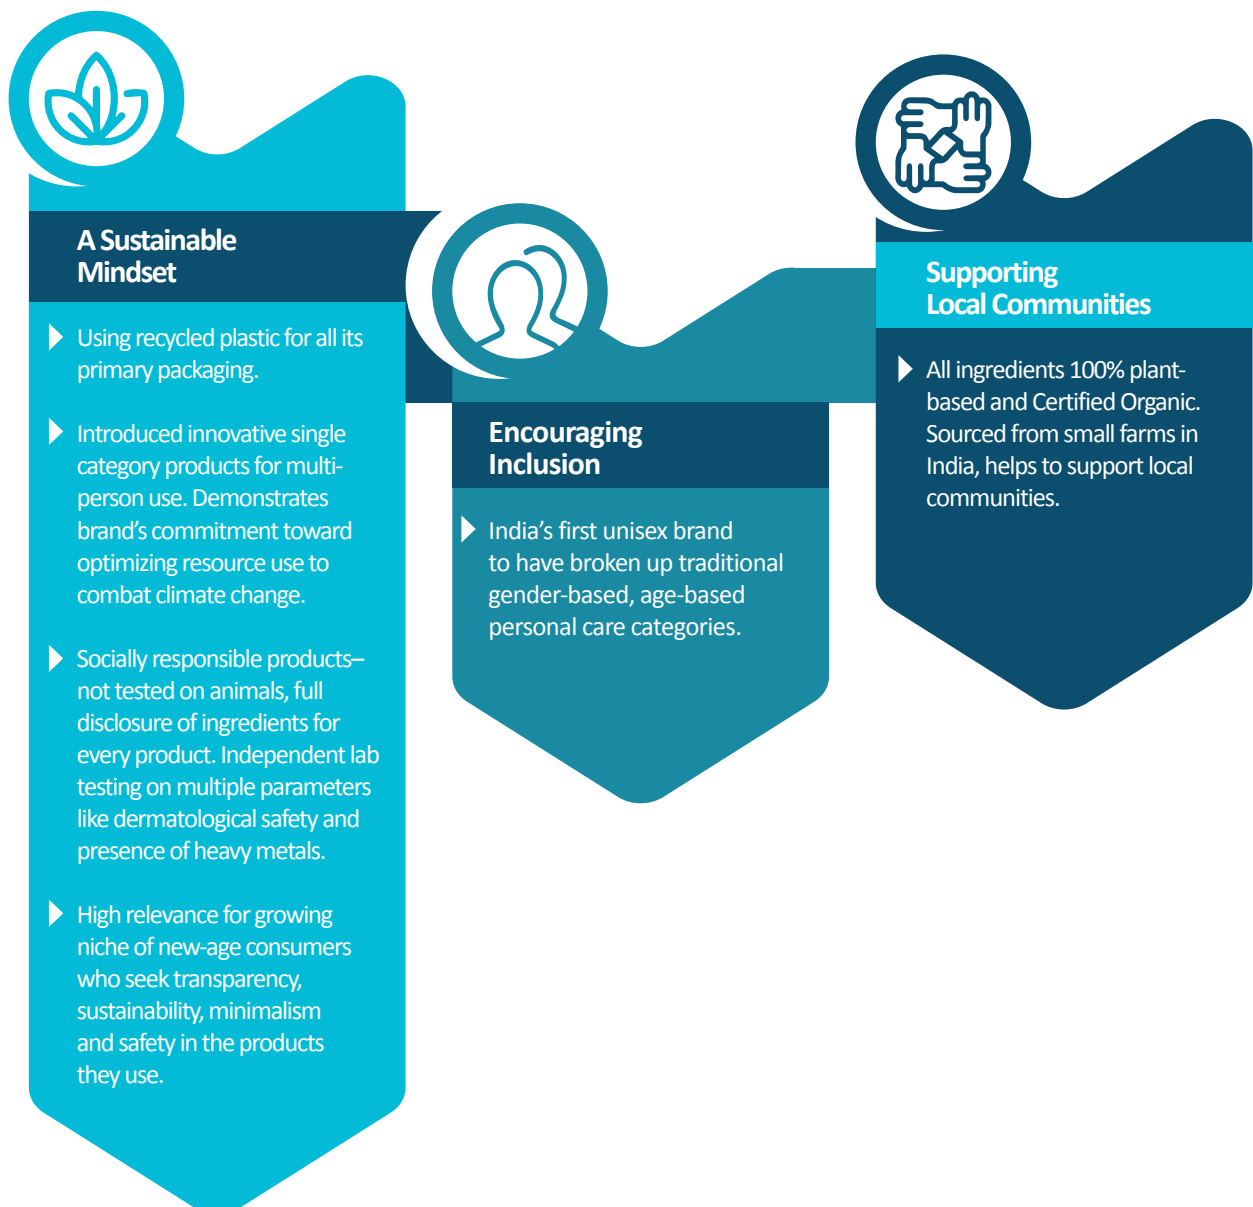 A Sustainable
Mindset
Using recycled plastic for all its
primary packaging.
Introduced innovative single
category products for multi-
person use. Demonstrates
brand's commitment toward
optimizing resource use to
combat climate change.
Socially responsible products–
not tested on animals, full
disclosure of ingredients for
every product. Independent lab
testing on multiple parameters
like dermatological safety and
presence of heavy metals.
High relevance for growing
niche of new-age consumers
who seek transparency,
sustainability, minimalism
and safety in the products
they use.
Encouraging
Inclusion
India’s first unisex brand
to have broken up traditional
gender-based, age-based
personal care categories.
Supporting
Local Communities
All ingredients 100% plant-
based and Certified Organic.
Sourced from small farms in
India, helps to support local
communities.